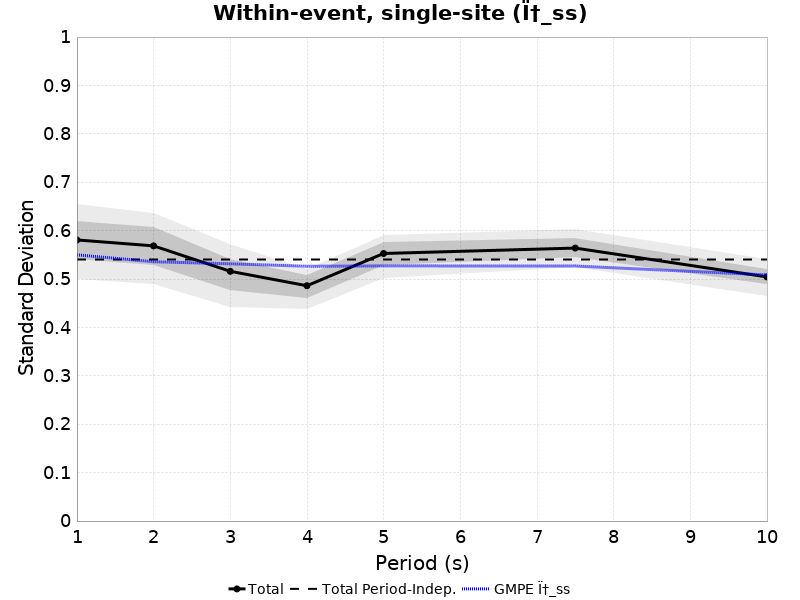 Within-event, single-site (Ï†_ss)
1
0.9
0.8
0.7
0.6
0.5
0.4
0.3
0.2
0.1
0
Standard Deviation
1 2 3 4 5 6 7 8 9 10
Period (s)
Total Total Period-Indep. GMPE Ï†_ss